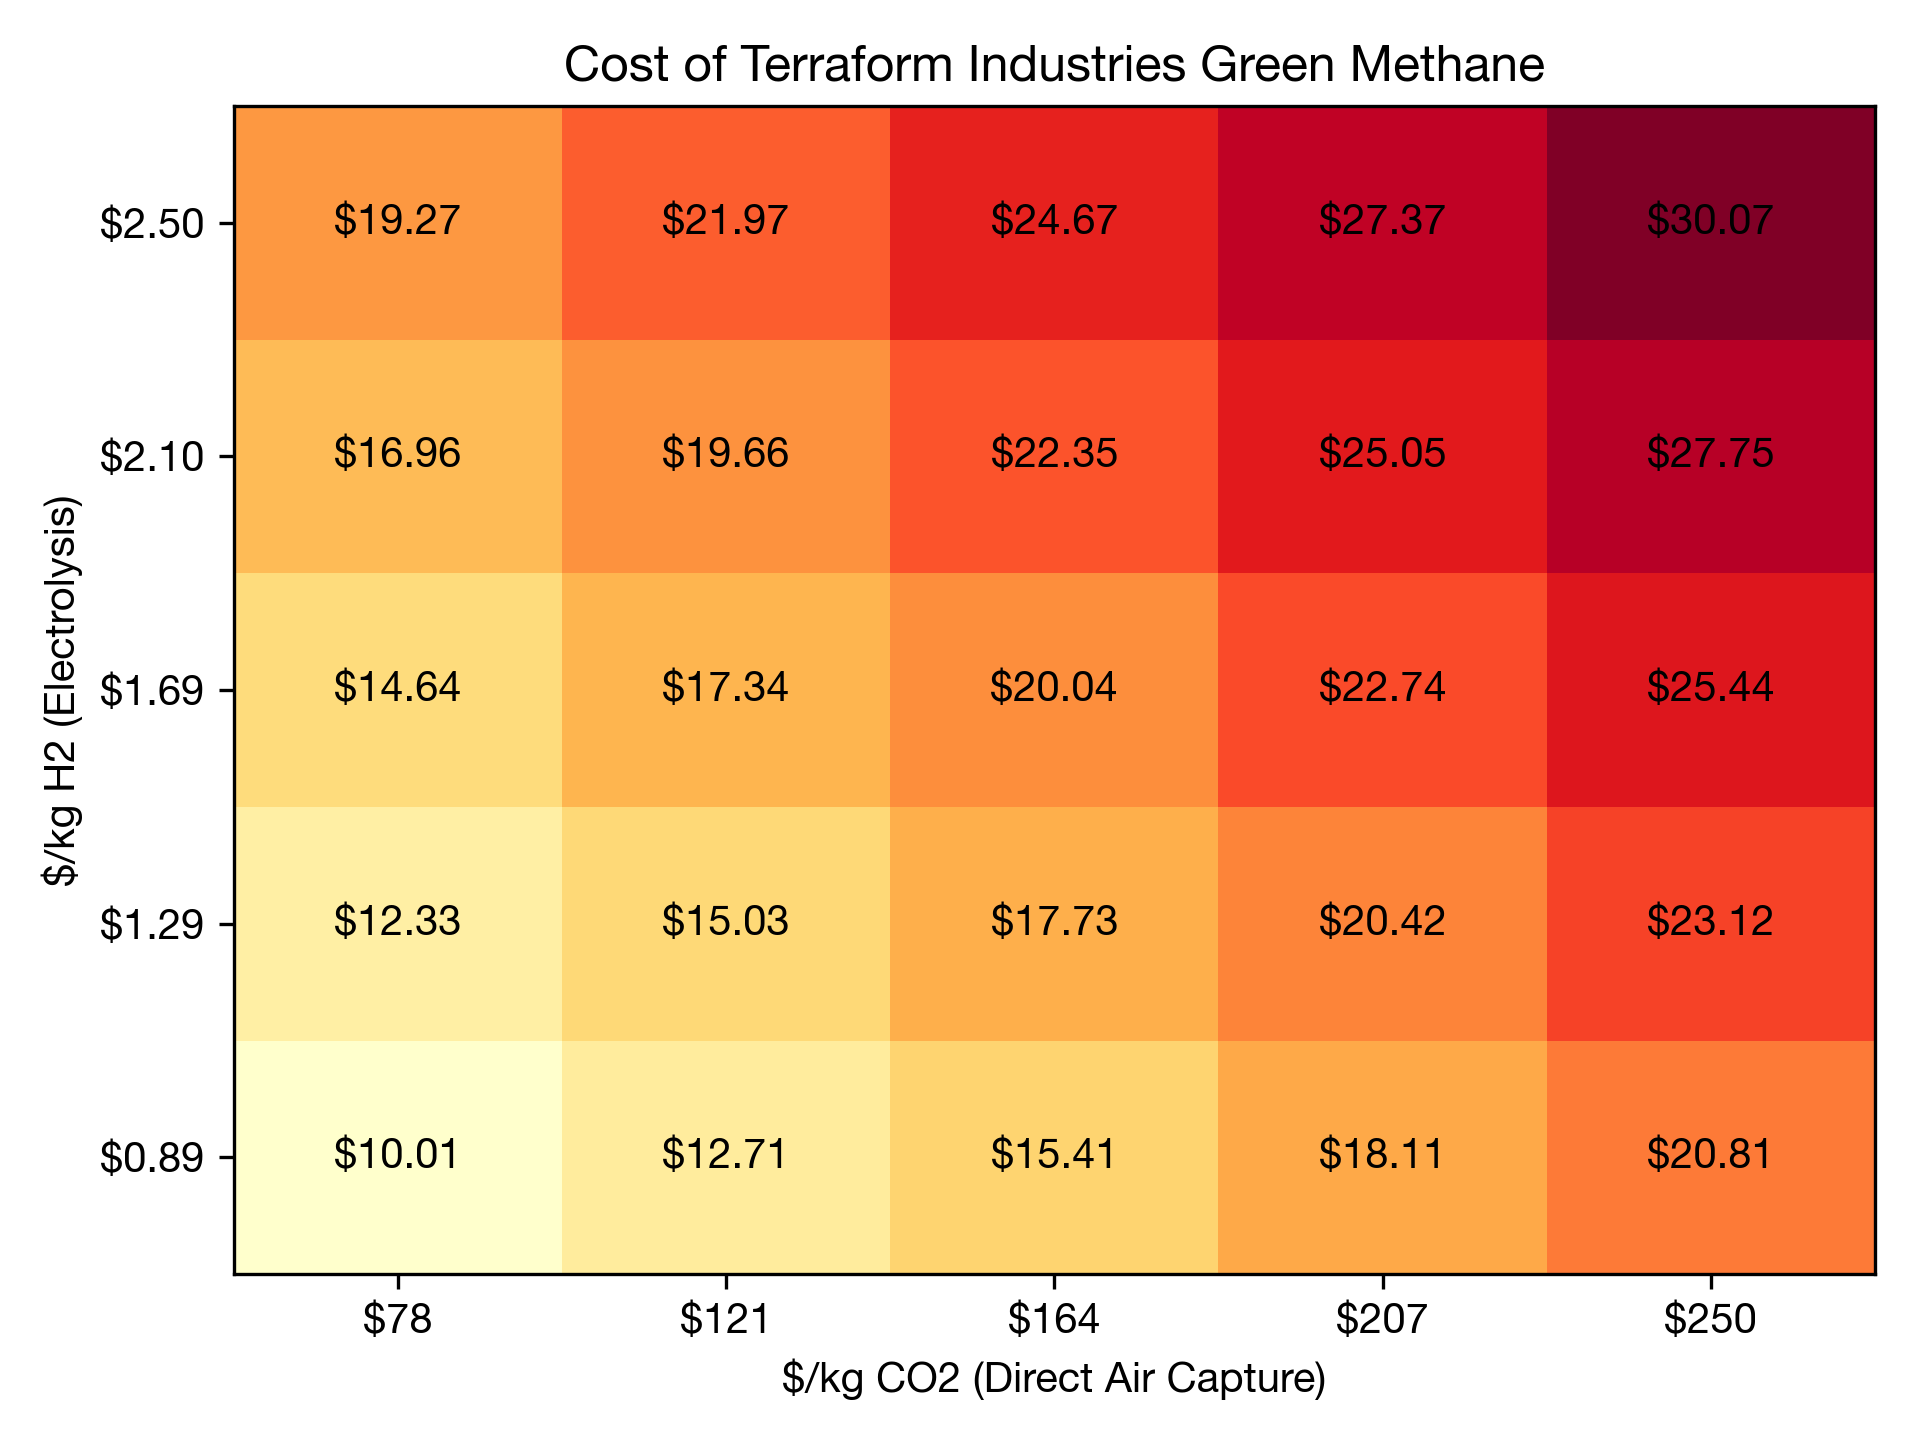 Cost of Terraform Industries Green Methane
$/kg H2 (Electrolysis)
$2.50 $19.27 $21.97 $24.67 $27.37 $30.07
$2.10 $16.96 $19.66 $22.35 $25.05 $27.75
$1.69 $14.64 $17.34 $20.04 $22.74 $25.44
$1.29 $12.33 $15.03 $17.73 $20.42 $23.12
$0.89 $10.01 $12.71 $15.41 $18.11 $20.81
$78 $121 $164 $207 $250
$/kg CO2 (Direct Air Capture)